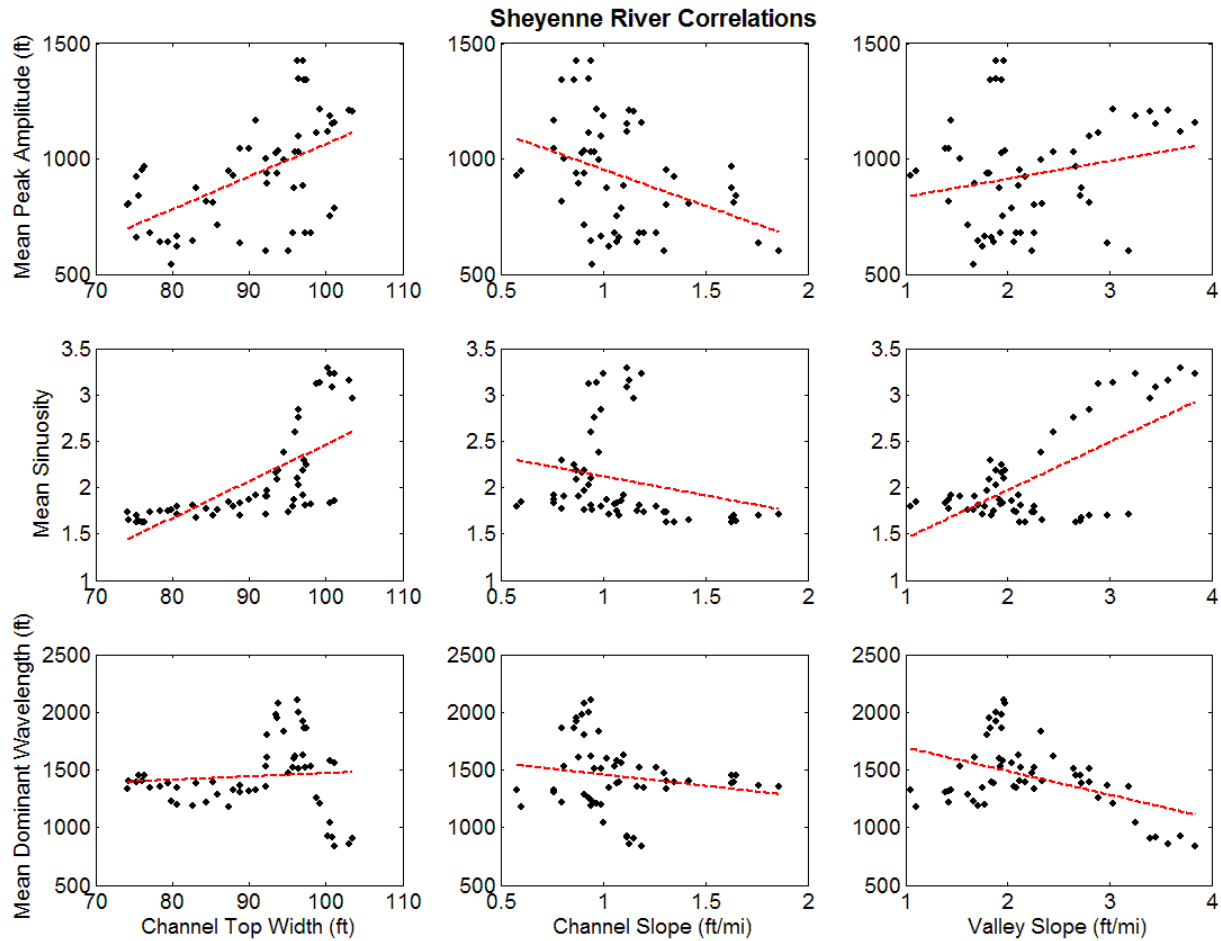 Sheyenne River Correlations
Mean Peak Amplitude (ft)
1500
1000
500
70 80 90 100 110
1500
1000
500
0.5 1 1.5 2
1500
1000
500
1 2 3 4
Mean Sinuosity
3.5
3
2.5
2
1.5
1
70 80 90 100 110
3.5
3
2.5
2
1.5
1
0.5 1 1.5 2
3.5
3
2.5
2
1.5
1
1 2 3 4
Mean Dominant Wavelength (ft)
2500
2000
1500
1000
500
70 80 90 100 110
Channel Top Width (ft)
2500
2000
1500
1000
500
0.5 1 1.5 2
Channel Slope (ft/mi)
2500
2000
1500
1000
500
1 2 3 4
Valley Slope (ft/mi)